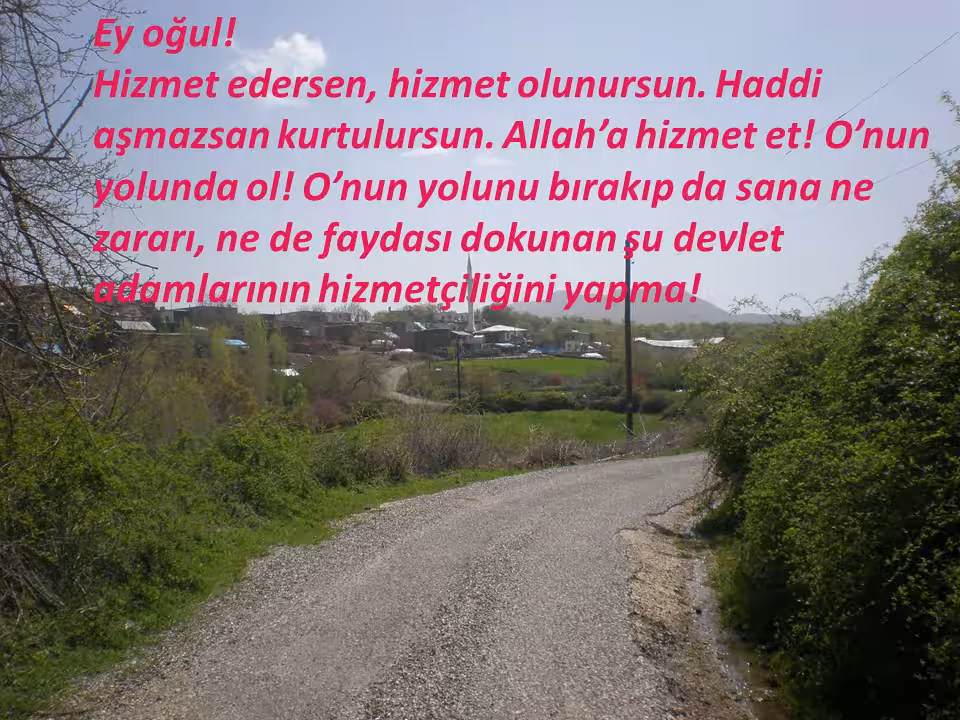 Ey oğul!
Hizmet edersen, hizmet olunursun. Haddi
aşmazsan kurtulursun. Allah’a hizmet et! O’nun
yolunda ol! O’nun yolunu bırakıp da sana ne
zararı, ne de faydası dokunan şu devlet
adamlarının hizmetçiliğini yapma!